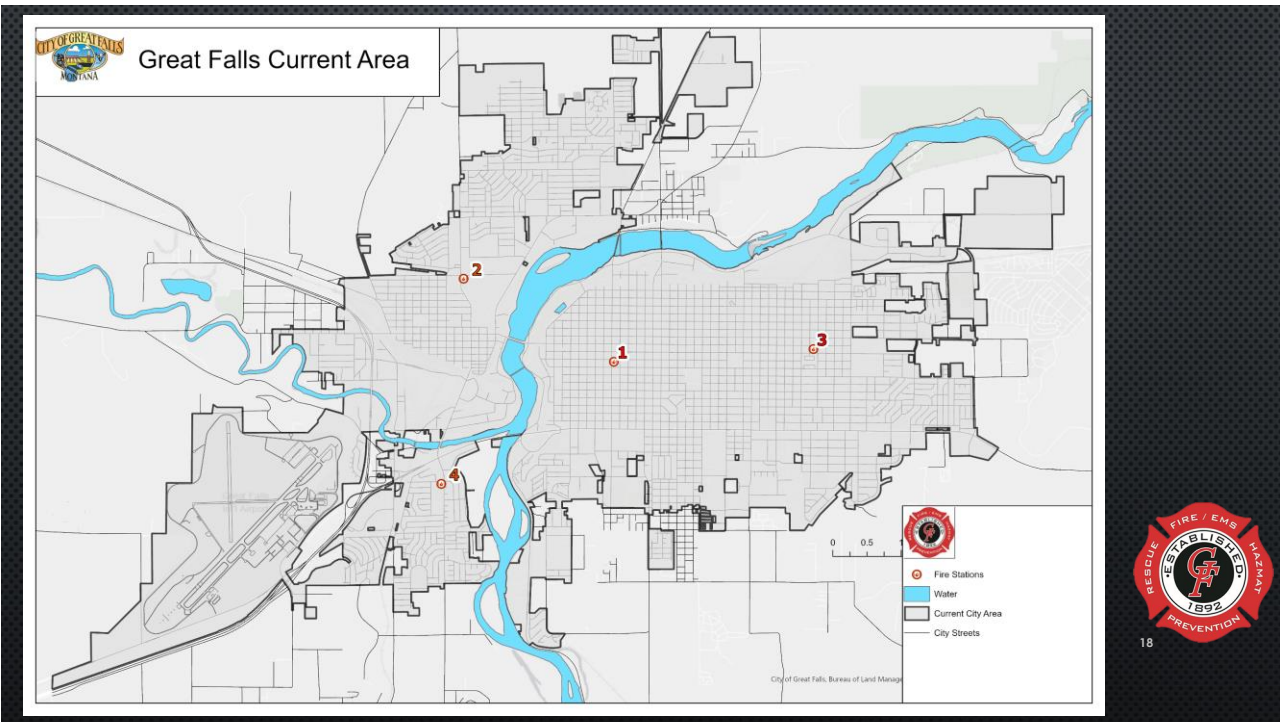 CITY OF GREAT FALLS
MONTANA
Great Falls Current Area
2
1
3
4
0 0.5 1
Fire Stations
Water
Current City Area
City Streets
City of Great Falls, Bureau of Land Manage
FIRE / EMS
RESCUE
HAZMAT
PREVENTION
ESTABLISHED
GF
1892
18